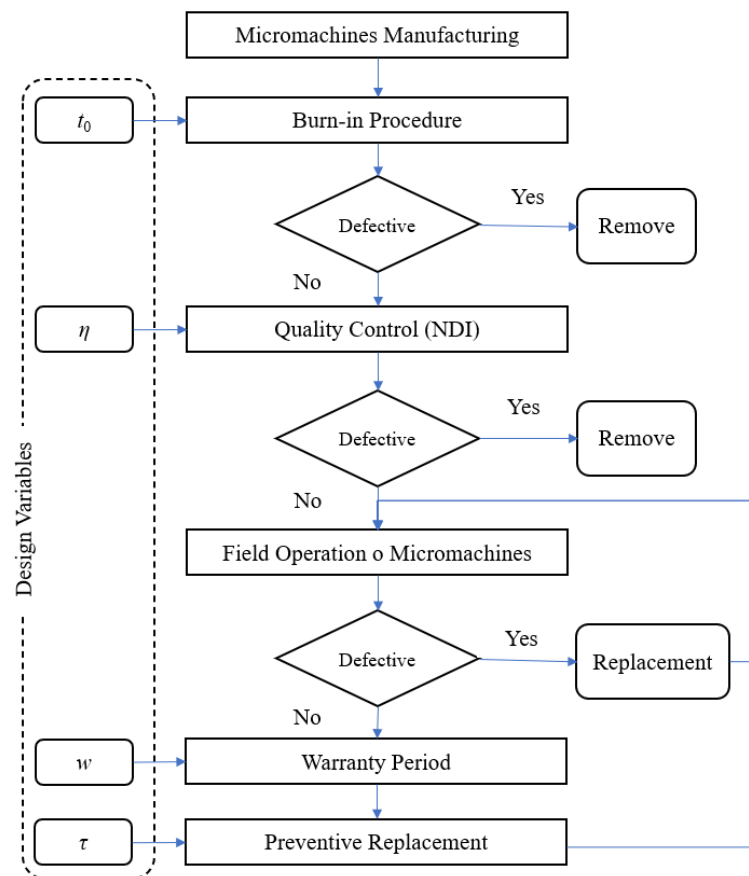 Micromachines Manufacturing
t₀
Burn-in Procedure
Defective
Yes
Remove
No
η
Quality Control (NDI)
Defective
Yes
Remove
No
Design Variables
Field Operation o Micromachines
Defective
Yes
Replacement
No
w
Warranty Period
τ
Preventive Replacement